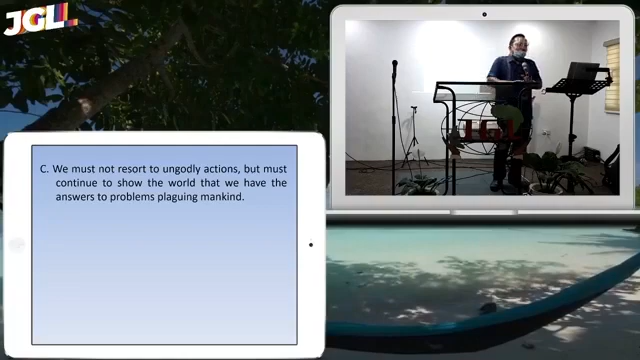 JGL
C. We must not resort to ungodly actions, but must
continue to show the world that we have the
answers to problems plaguing mankind.
JGL